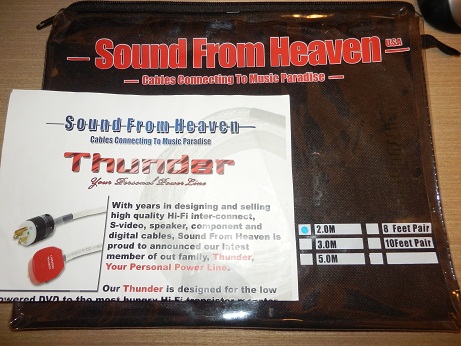 Sound From Heaven USA
Cables Connecting To Music Paradise
Sound From Heaven
Cables Connecting To Music Paradise
Thunder
Your Personal Power Line
With years in designing and selling
high quality Hi-Fi inter-connect,
S-video, speaker, component and
digital cables, Sound From Heaven is
proud to announced our latest
member of out family, Thunder,
Your Personal Power Line.
Our Thunder is designed for the low
powered DVD to the most hungry Hi-Fi transistor
2.0M
8 Feet Pair
3.0M
10Feet Pair
5.0M